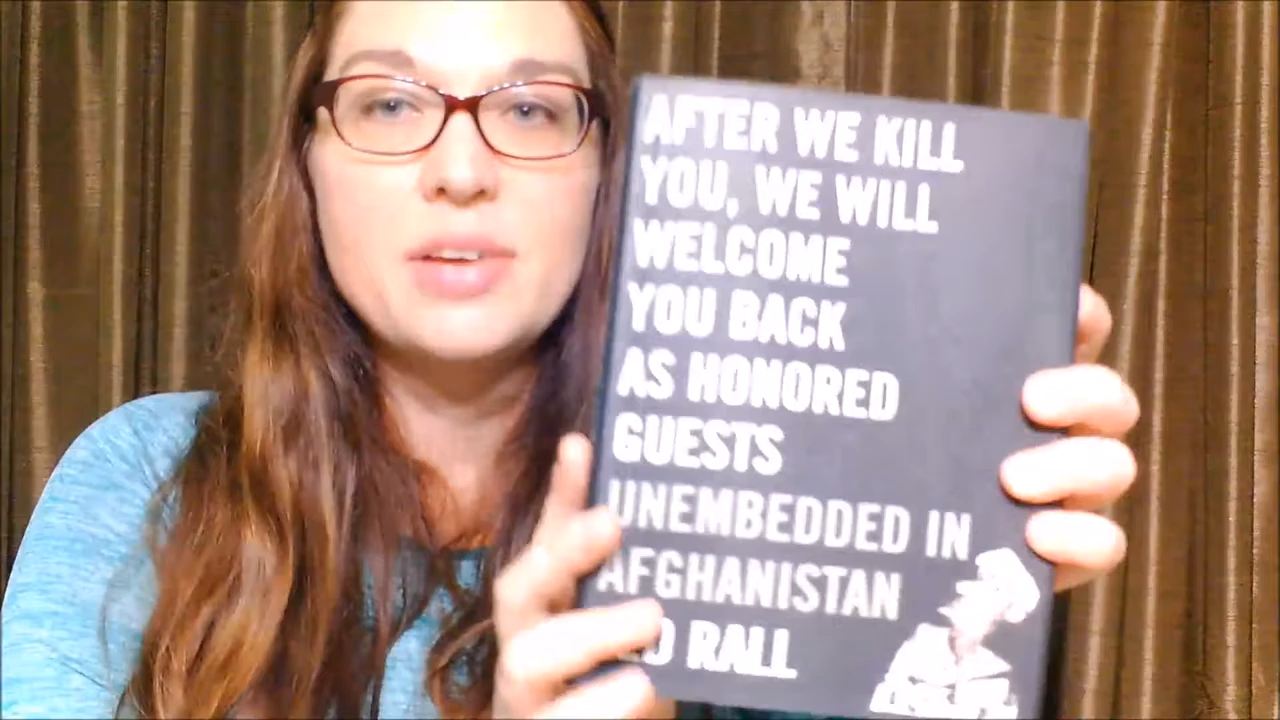 AFTER WE KILL
YOU, WE WILL
WELCOME
YOU BACK
AS HONORED
GUESTS
UNEMBEDDED IN
AFGHANISTAN
RALL